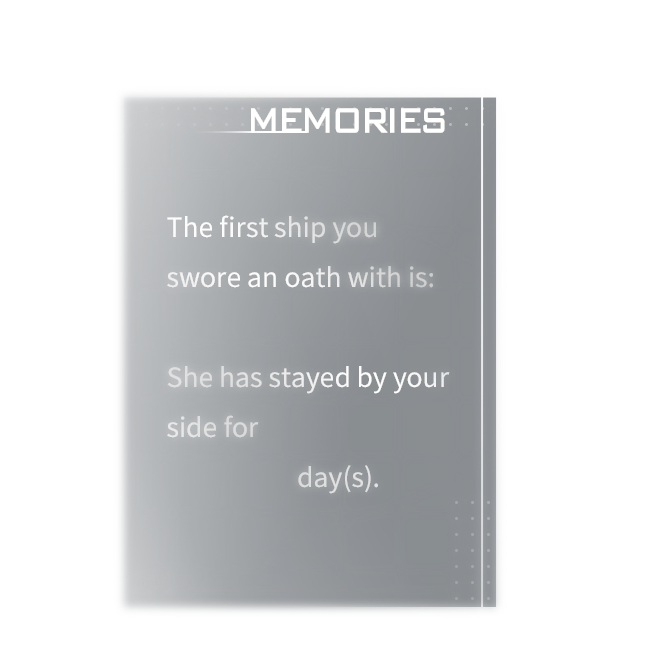 MEMORIES
The first ship you
swore an oath with is:
She has stayed by your
side for
day(s).